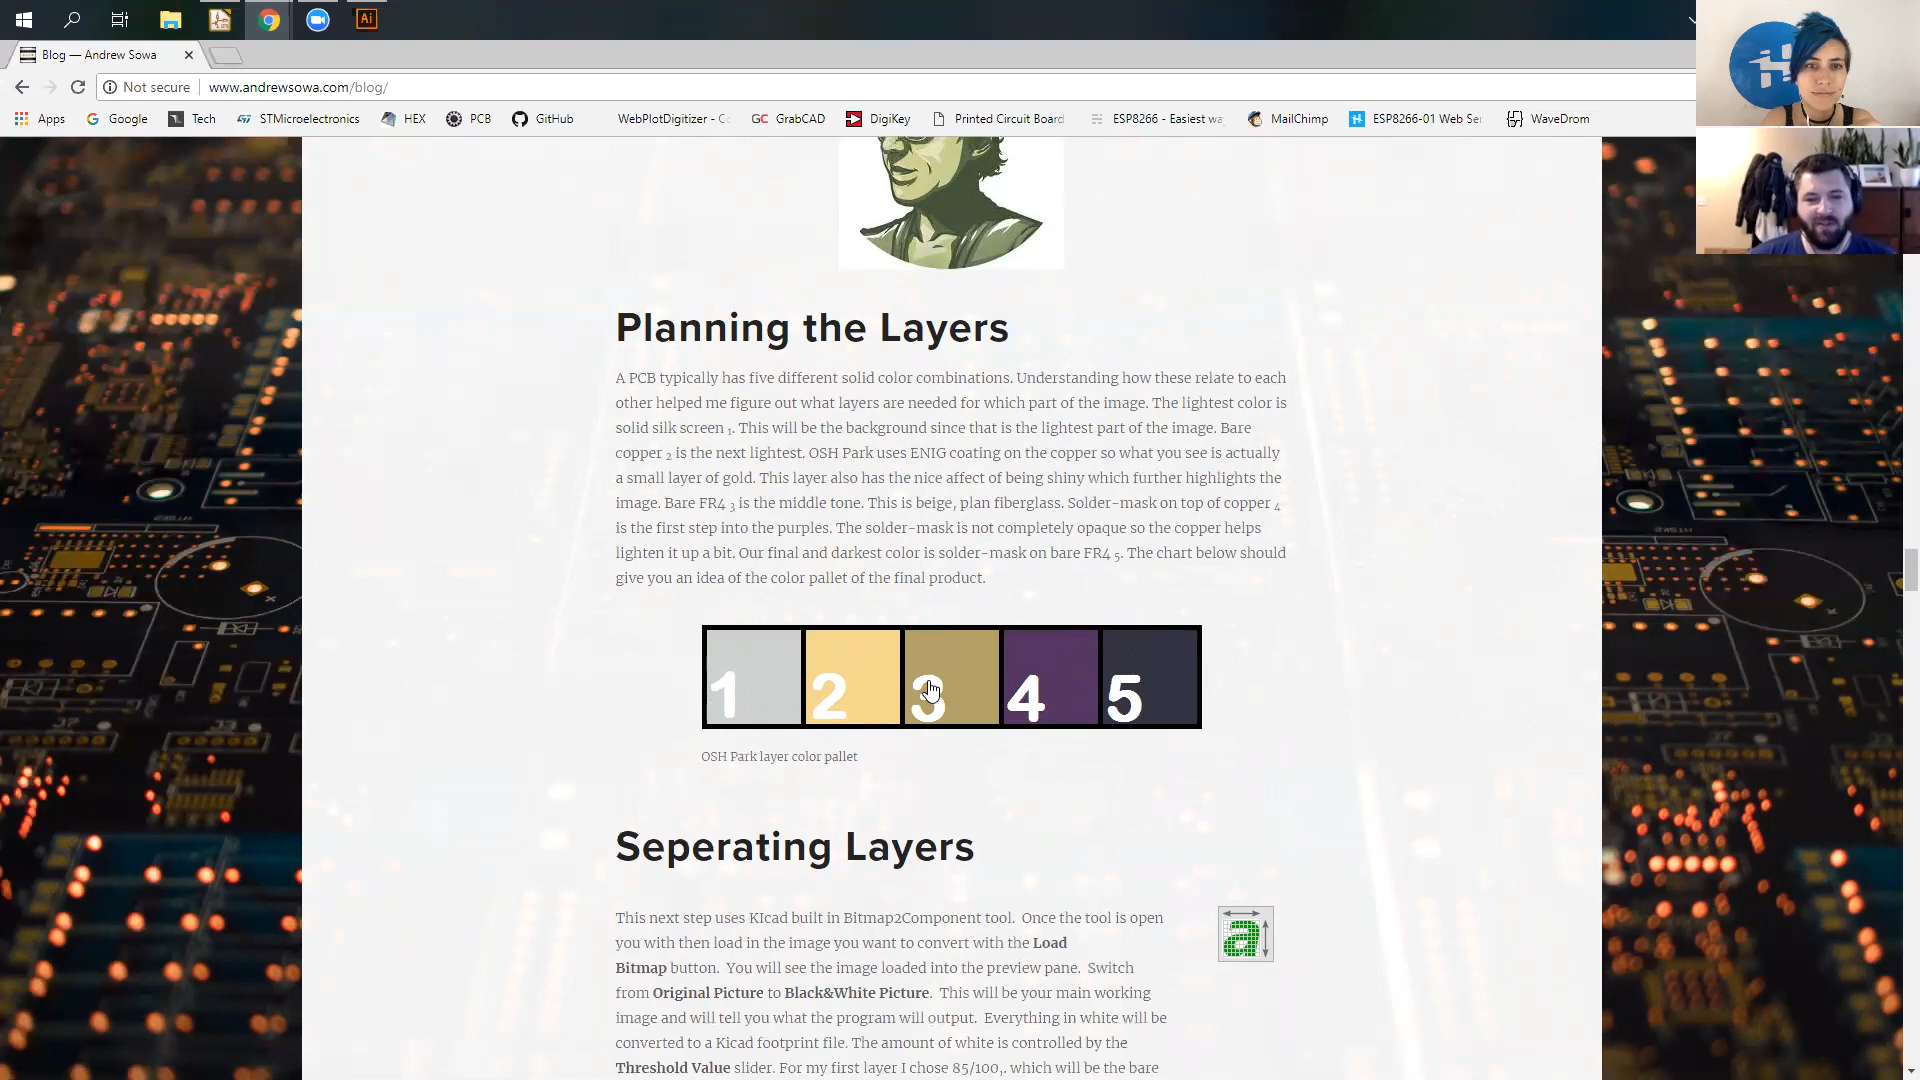 Ai
Blog — Andrew Sowa
Not secure
www.andrewsowa.com/blog/
Apps
Google
Tech
STMicroelectronics
HEX
PCB
GitHub
WebPlotDigitizer - Co
GC GrabCAD
DigiKey
Printed Circuit Board
ESP8266 - Easiest wa
MailChimp
ESP8266-01 Web Ser
WaveDrom
Planning the Layers
A PCB typically has five different solid color combinations. Understanding how these relate to each
other helped me figure out what layers are needed for which part of the image. The lightest color is
solid silk screen 1. This will be the background since that is the lightest part of the image. Bare
copper 2 is the next lightest. OSH Park uses ENIG coating on the copper so what you see is actually
a small layer of gold. This layer also has the nice affect of being shiny which further highlights the
image. Bare FR4 3 is the middle tone. This is beige, plan fiberglass. Solder-mask on top of copper 4
is the first step into the purples. The solder-mask is not completely opaque so the copper helps
lighten it up a bit. Our final and darkest color is solder-mask on bare FR4 5. The chart below should
give you an idea of the color pallet of the final product.
1 2 3 4 5
OSH Park layer color pallet
Seperating Layers
This next step uses KIcad built in Bitmap2Component tool. Once the tool is open
you with then load in the image you want to convert with the Load
Bitmap button. You will see the image loaded into the preview pane. Switch
from Original Picture to Black&White Picture. This will be your main working
image and will tell you what the program will output. Everything in white will be
converted to a Kicad footprint file. The amount of white is controlled by the
Threshold Value slider. For my first layer I chose 85/100,. which will be the bare